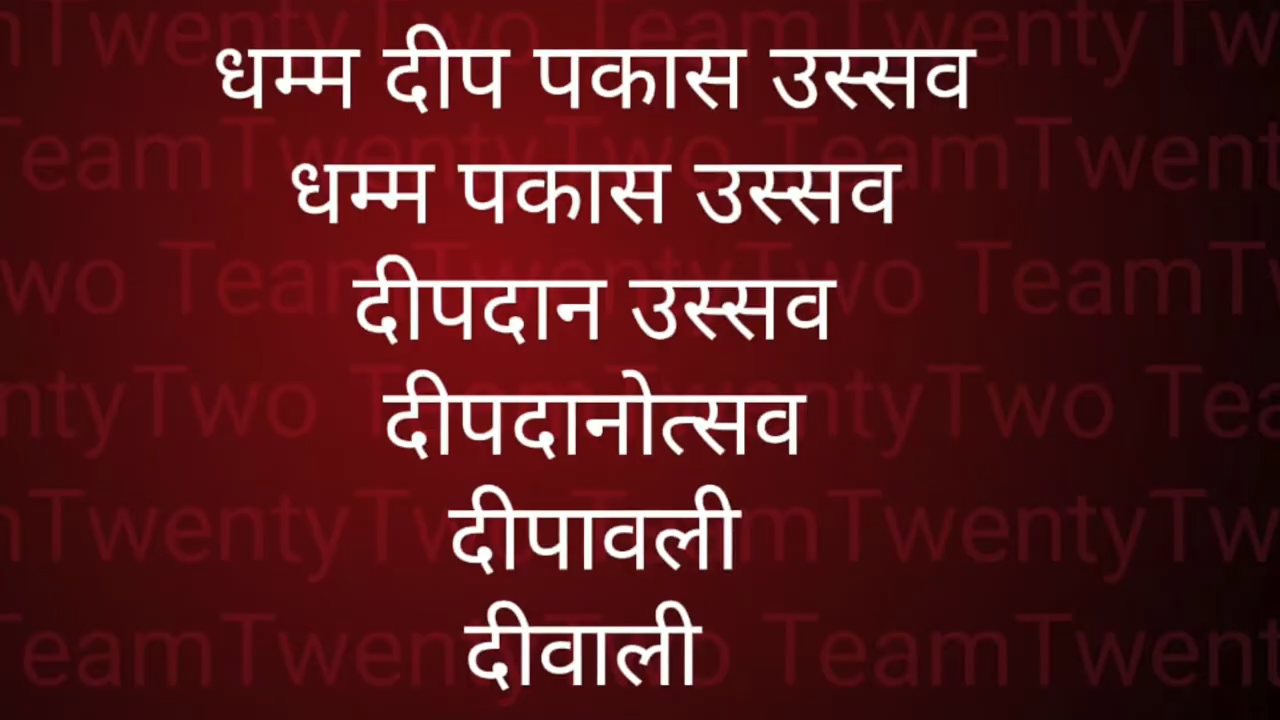 धम्म दीप पकास उस्सव
धम्म पकास उस्सव
दीपदान उस्सव
दीपदानोत्सव
दीपावली
दीवाली